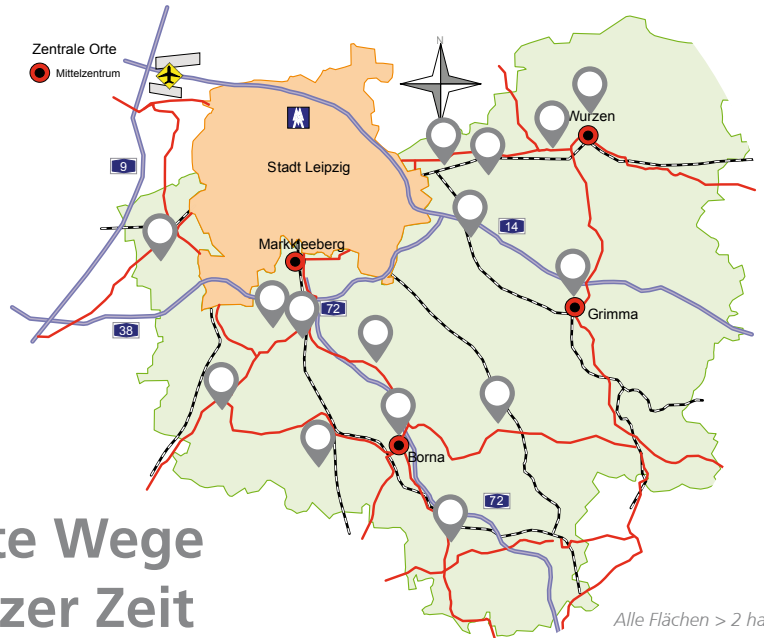 N
Zentrale Orte
Mittelzentrum
Wurzen
9
Stadt Leipzig
14
Markkleeberg
72
38
Grimma
Borna
72
te Wege
zer Zeit
Alle Flächen > 2 ha